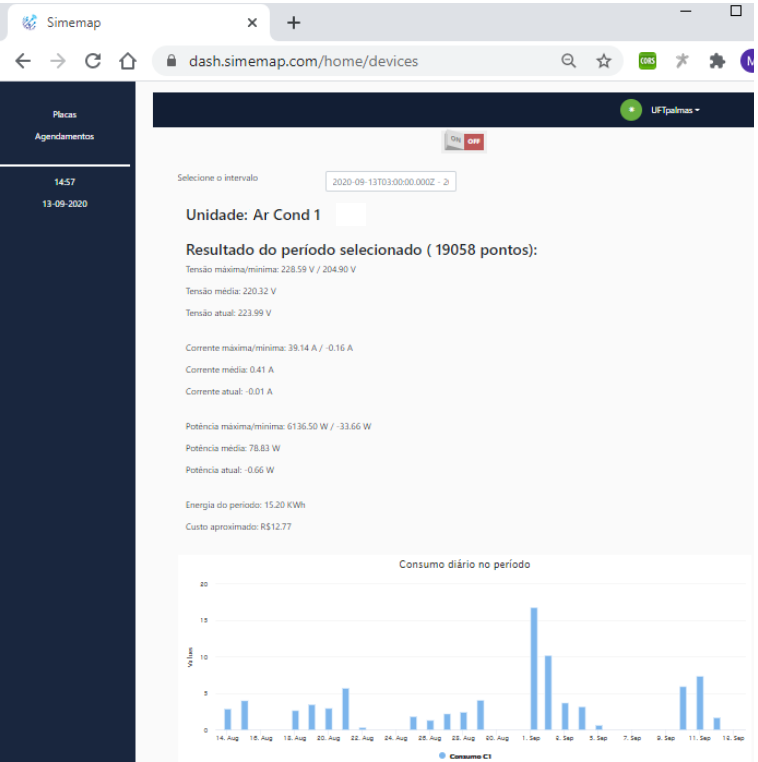 Simemap
dash.simemap.com/home/devices
CORS
M
Placas
Agendamentos
14:57
13-09-2020
UFTpalmas
ON OFF
Selecione o intervalo
2020-09-13T03:00:00.000Z - 2
Unidade: Ar Cond 1
Resultado do período selecionado ( 19058 pontos):
Tensão máxima/mínima: 228.59 V / 204.90 V
Tensão média: 220.32 V
Tensão atual: 223.99 V
Corrente máxima/mínima: 39.14 A / -0.16 A
Corrente média: 0.41 A
Corrente atual: -0.01 A
Potência máxima/mínima: 6136.50 W / -33.66 W
Potência média: 78.83 W
Potência atual: -0.66 W
Energia do período: 15.20 KWh
Custo aproximado: R$12.77
Consumo diário no período
Values
20
15
10
5
0
14. Aug 16. Aug 18. Aug 20. Aug 22. Aug 24. Aug 26. Aug 28. Aug 1. Sep 5. Sep 7. Sep 9. Sep 11. Sep
Consumo C1